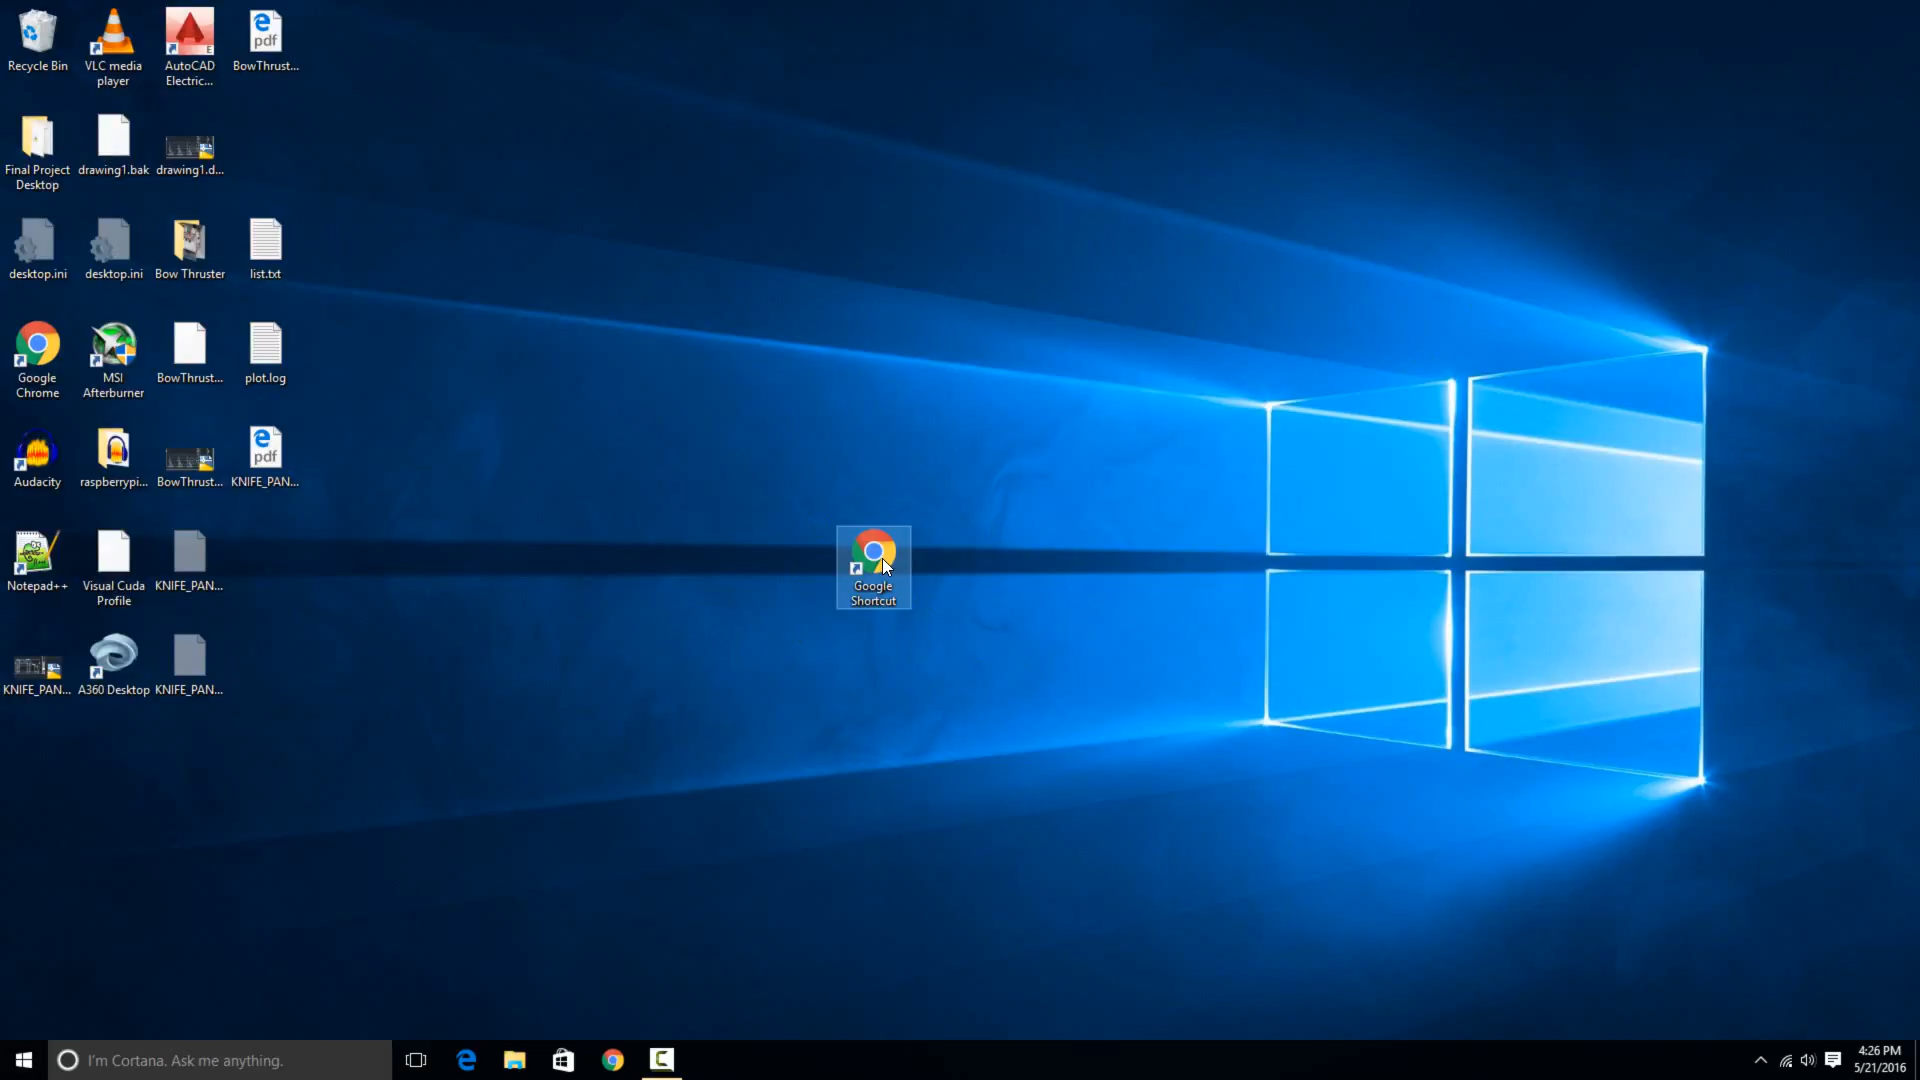 Recycle Bin
VLC media
player
AutoCAD
Electric...
E
pdf
BowThrust...
Final Project
Desktop
drawing1.bak
drawing1.d...
desktop.ini
desktop.ini
Bow Thruster
list.txt
Google
Chrome
MSI
Afterburner
BowThrust...
plot.log
Audacity
raspberrypi...
BowThrust...
pdf
KNIFE_PAN...
Notepad++
Visual Cuda
Profile
KNIFE_PAN...
Google
Shortcut
KNIFE_PAN...
A360 Desktop
KNIFE_PAN...
I'm Cortana. Ask me anything.
4:26 PM
5/21/2016